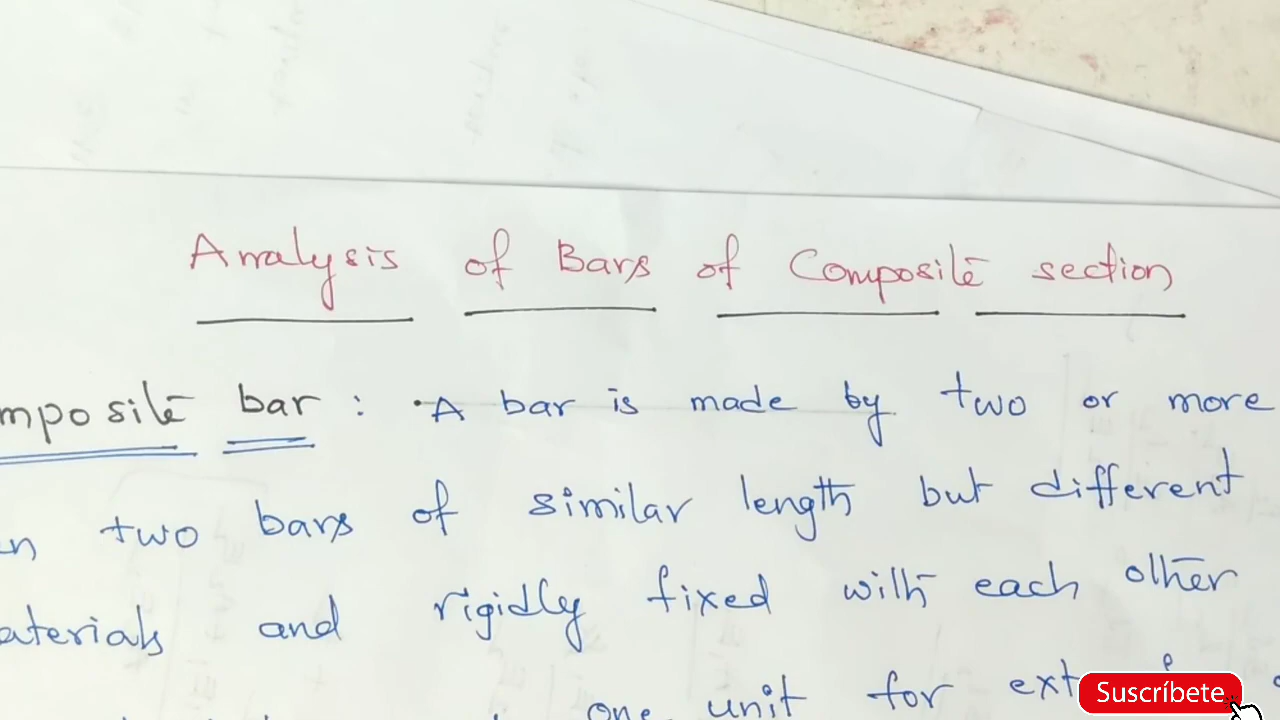 Analysis of Bars of Composite section
mposite bar : • A bar is made by two or more
an two bars of similar length but different
aterials and rigidly fixed with each other
one unit for ext
Suscríbete